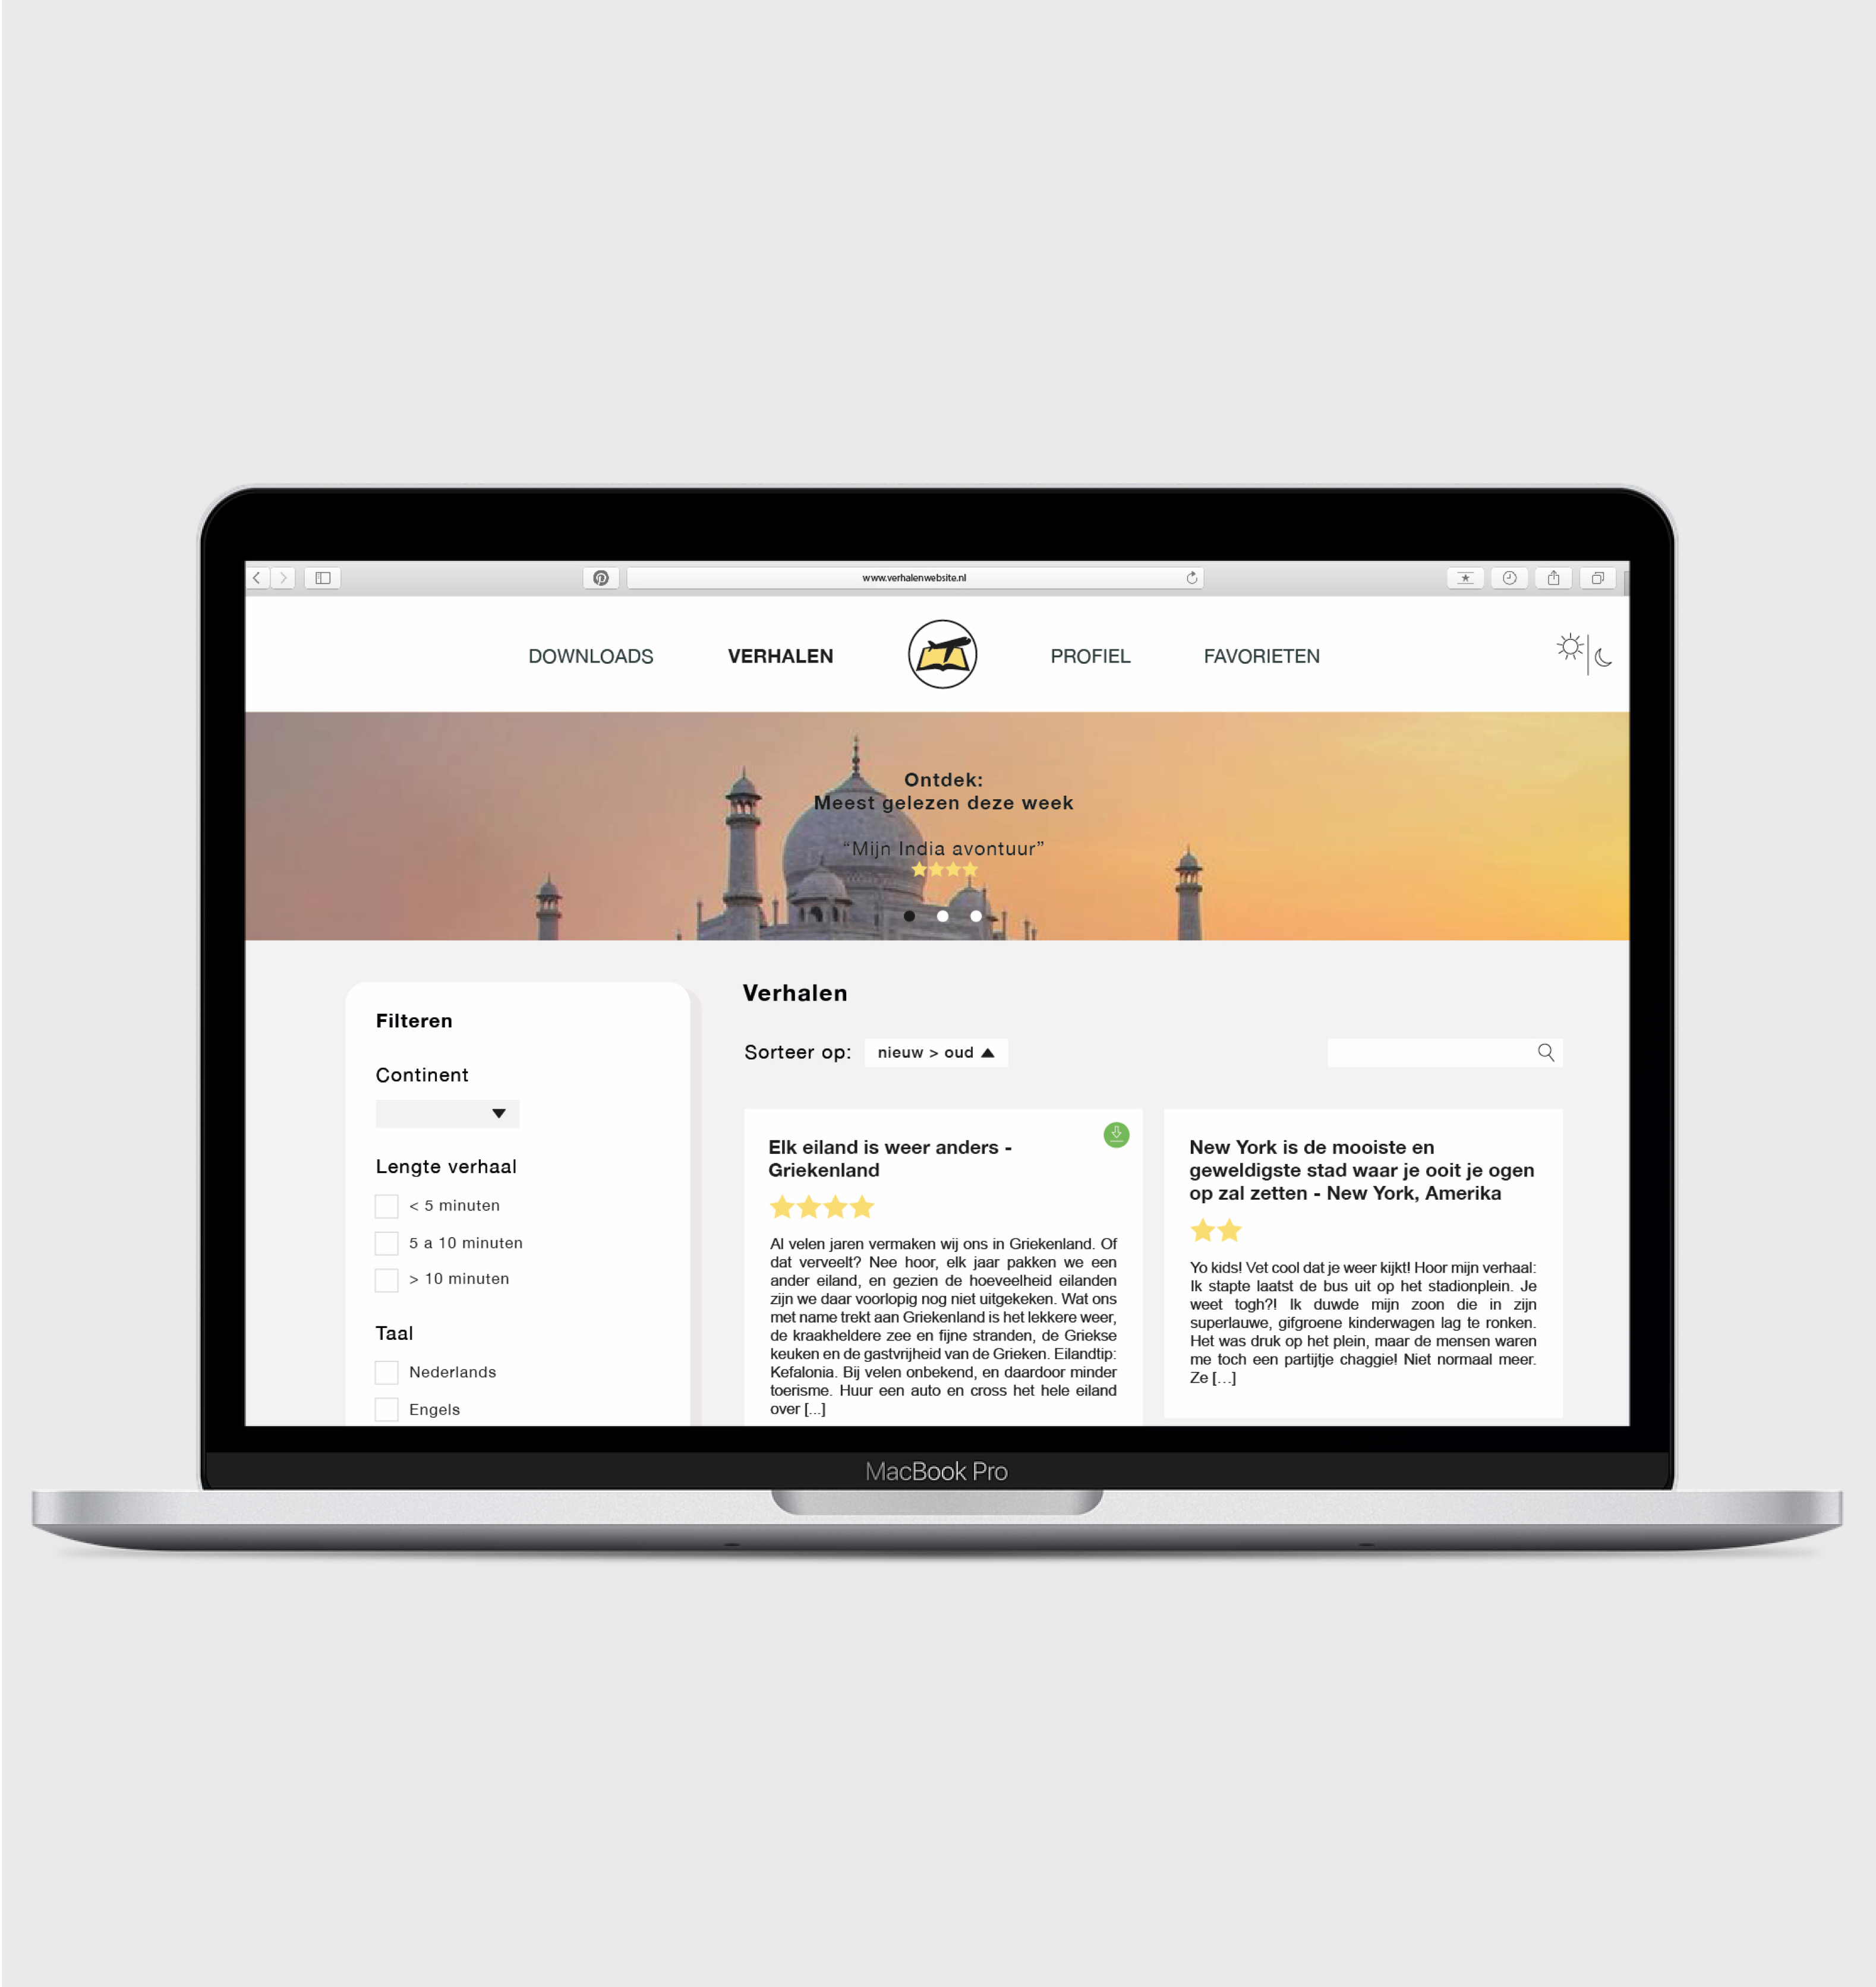 www.verhalenwebsite.nl
DOWNLOADS
VERHALEN
PROFIEL
FAVORIETEN
Ontdek:
Meest gelezen deze week
“Mijn India avontuur”
Filteren
Continent
Lengte verhaal
< 5 minuten
5 a 10 minuten
> 10 minuten
Taal
Nederlands
Engels
Verhalen
Sorteer op:
nieuw > oud
Elk eiland is weer anders -
Griekenland
Al velen jaren vermaken wij ons in Griekenland. Of
dat verveelt? Nee hoor, elk jaar pakken we een
ander eiland, en gezien de hoeveelheid eilanden
zijn we daar voorlopig nog niet uitgekeken. Wat ons
met name trekt aan Griekenland is het lekkere weer,
de kraakheldere zee en fijne stranden, de Griekse
keuken en de gastvrijheid van de Grieken. Eilandtip:
Kefalonia. Bij velen onbekend, en daardoor minder
toerisme. Huur een auto en cross het hele eiland
over [...]
New York is de mooiste en
geweldigste stad waar je ooit je ogen
op zal zetten - New York, Amerika
Yo kids! Vet cool dat je weer kijkt! Hoor mijn verhaal:
Ik stapte laatst de bus uit op het stadionplein. Je
weet togh?! Ik duwde mijn zoon die in zijn
superlauwe, gifgroene kinderwagen lag te ronken.
Het was druk op het plein, maar de mensen waren
me toch een partijtje chaggie! Niet normaal meer.
Ze [...]
MacBook Pro